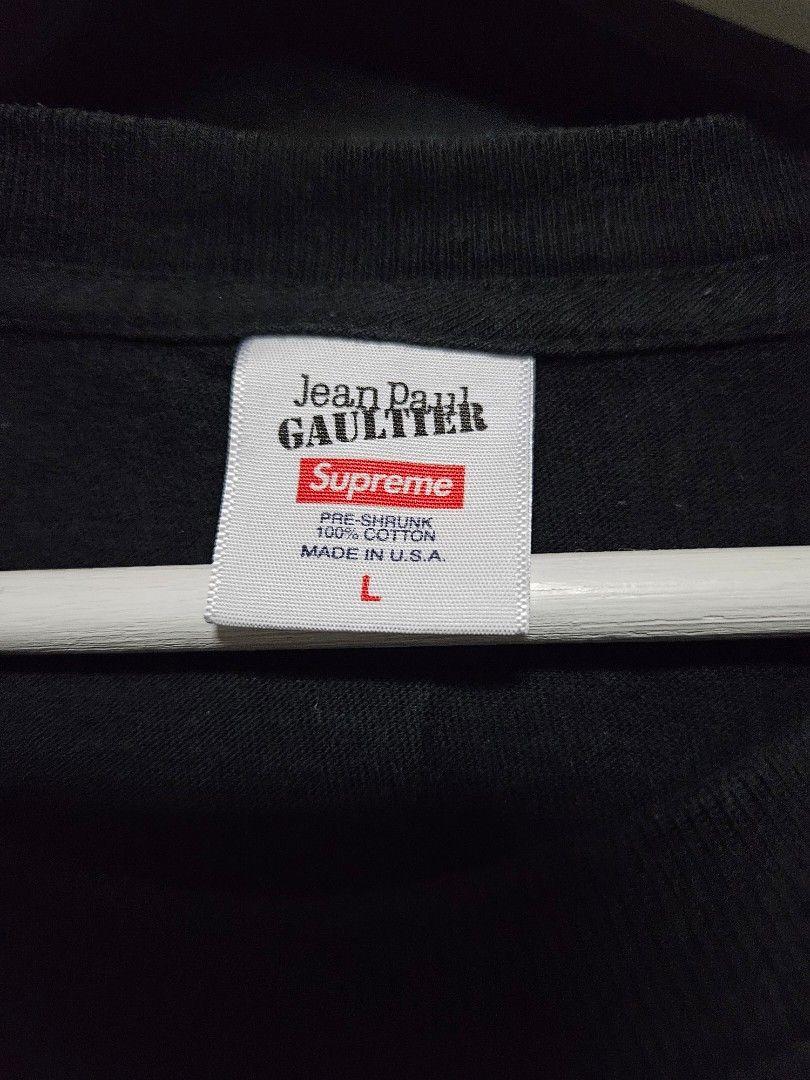 Jean Paul
GAULTIER
Supreme
PRE-SHRUNK
100% COTTON
MADE IN U.S.A.
L